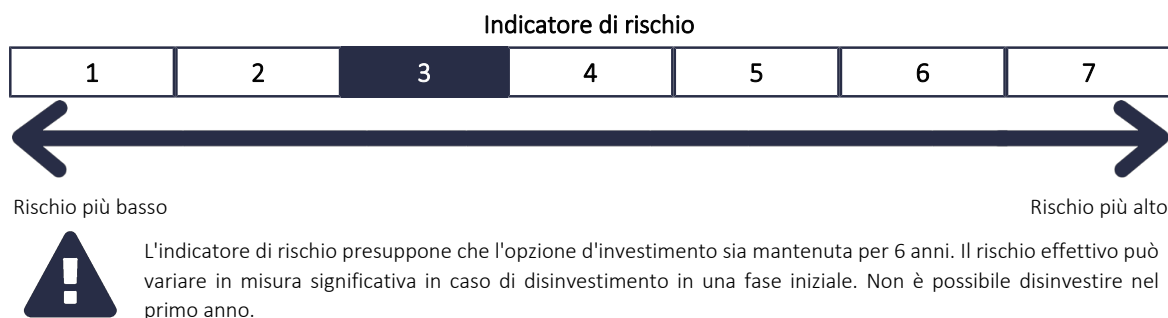 Indicatore di rischio
1 2 3 4 5 6 7
Rischio più basso Rischio più alto
L'indicatore di rischio presuppone che l'opzione d'investimento sia mantenuta per 6 anni. Il rischio effettivo può
variare in misura significativa in caso di disinvestimento in una fase iniziale. Non è possibile disinvestire nel
primo anno.